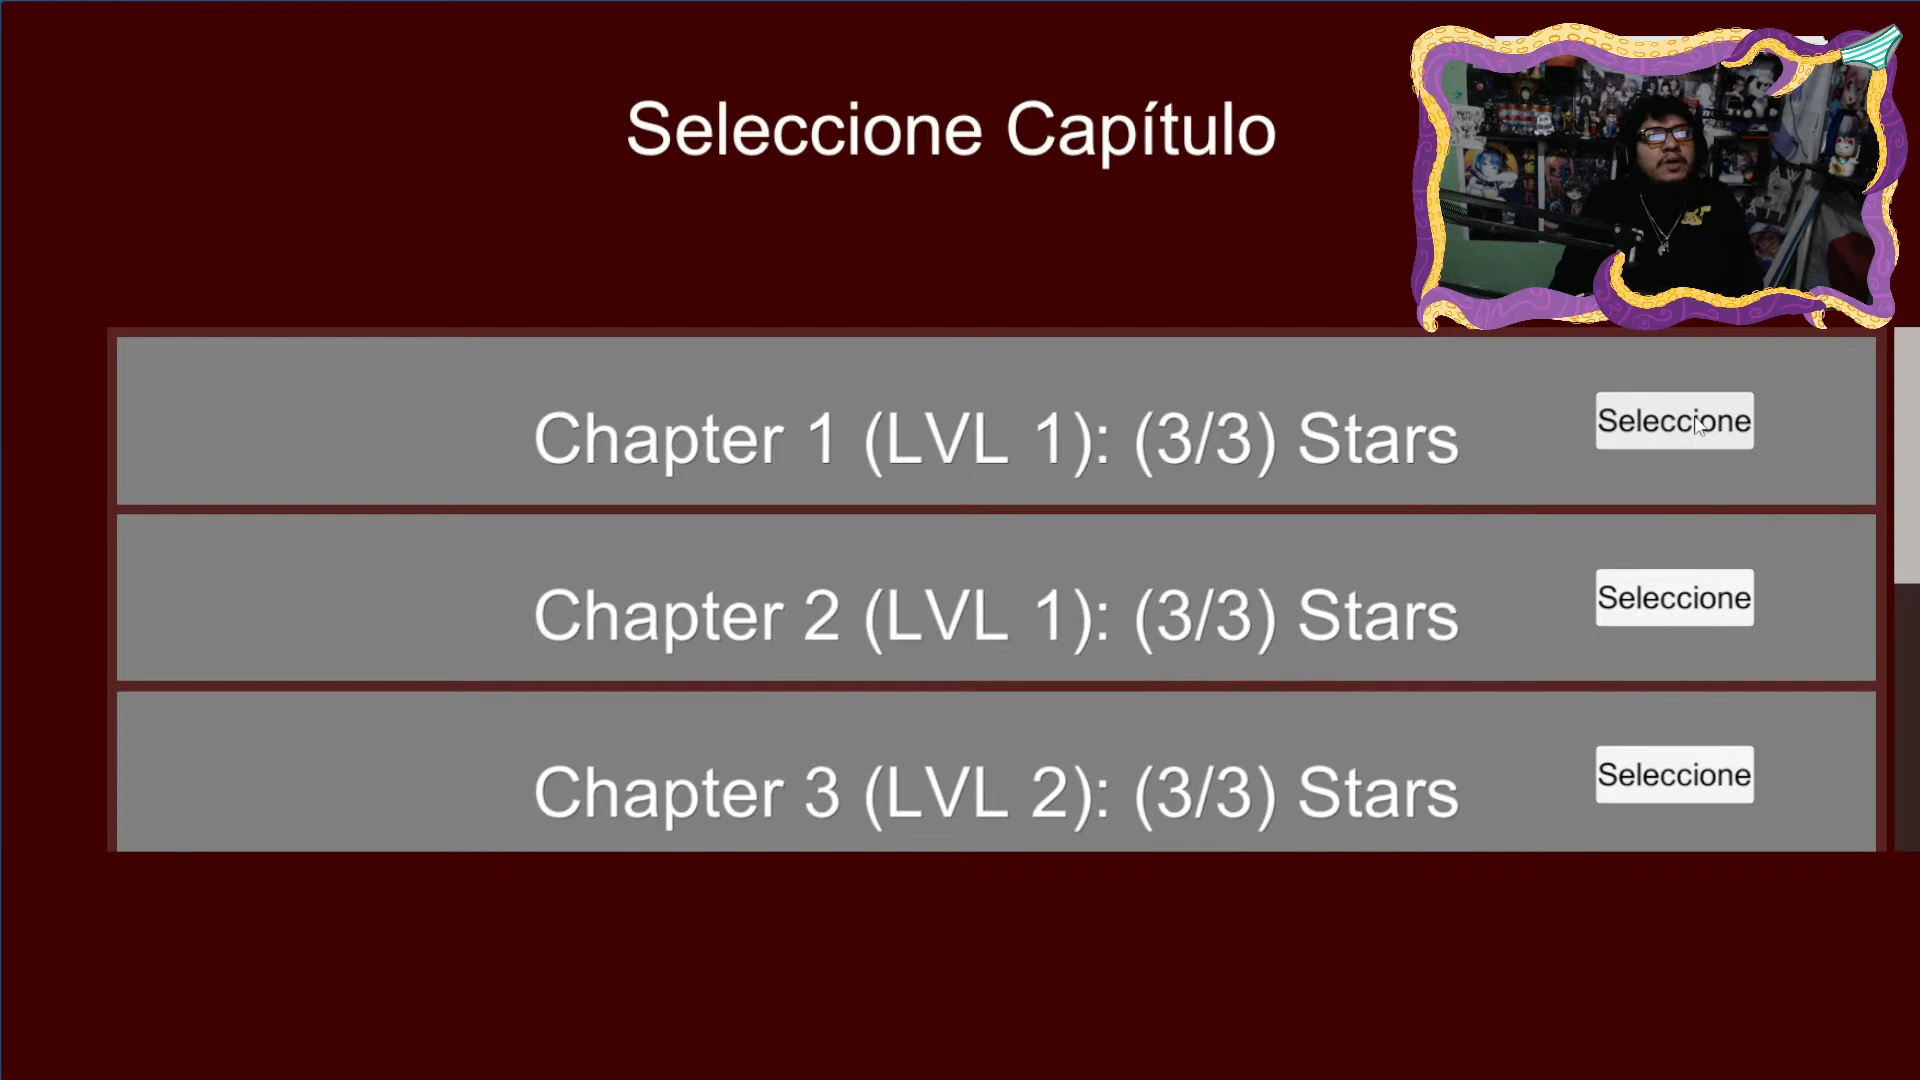 Seleccione Capítulo
Chapter 1 (LVL 1): (3/3) Stars
Seleccione
Chapter 2 (LVL 1): (3/3) Stars
Seleccione
Chapter 3 (LVL 2): (3/3) Stars
Seleccione